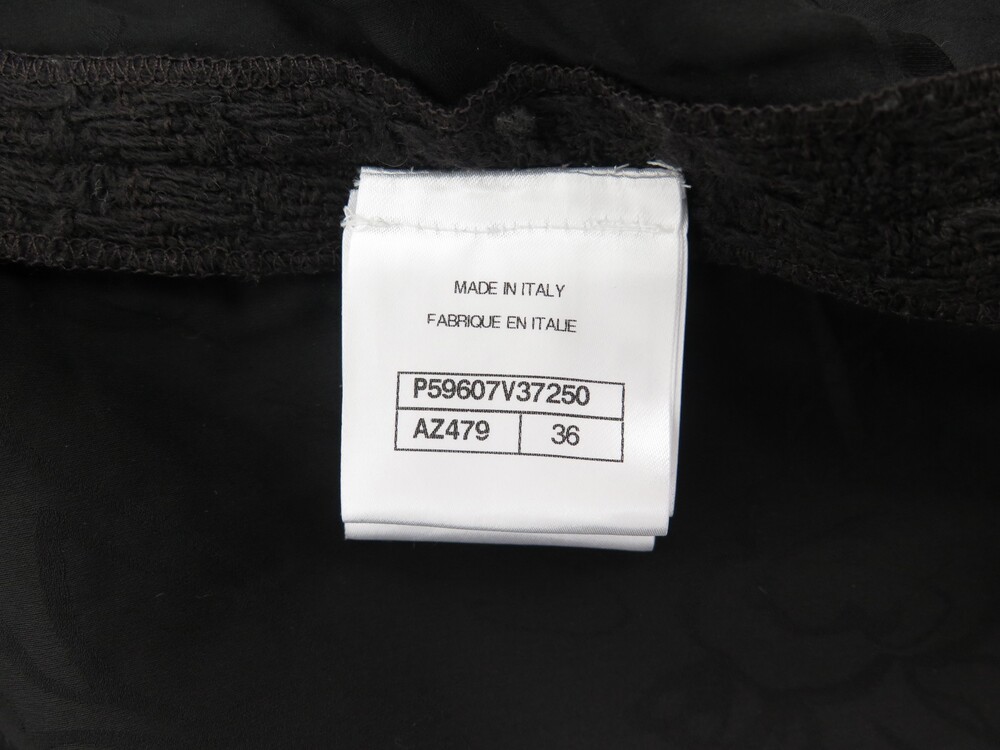 MADE IN ITALY
FABRIQUE EN ITALIE
P59607V37250
AZ479 36